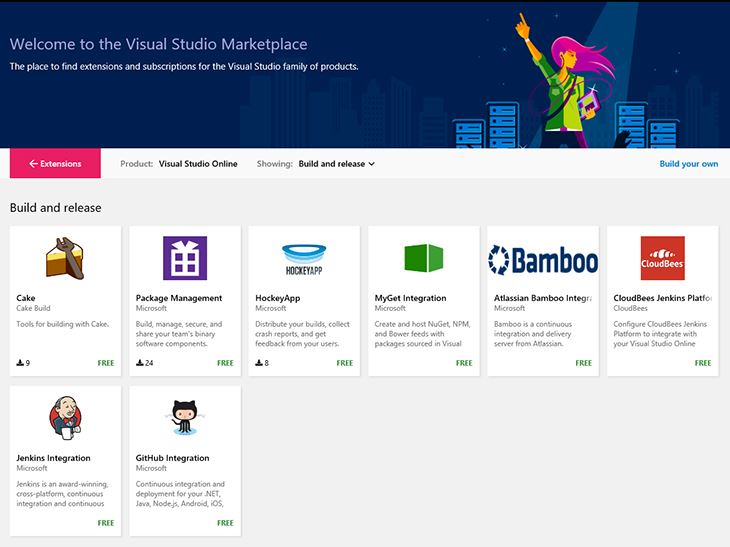 Welcome to the Visual Studio Marketplace
The place to find extensions and subscriptions for the Visual Studio family of products.
Extensions
Product: Visual Studio Online
Showing: Build and release
Build your own
Build and release
Cake
Cake Build
Tools for building with Cake.
9
FREE
Package Management
Microsoft
Build, manage, secure, and
share your team's binary
software components.
24
FREE
HOCKEYAPP
HockeyApp
Microsoft
Distribute your builds, collect
crash reports, and get
feedback from your users.
8
FREE
MyGet Integration
Microsoft
Create and host NuGet, NPM,
and Bower feeds with
packages sourced in Visual
FREE
Bamboo
Atlassian Bamboo Integra
Microsoft
Bamboo is a continuous
integration and delivery
server from Atlassian.
FREE
CloudBees
CloudBees Jenkins Platfo
Microsoft
Configure CloudBees Jenkins
Platform to integrate with
your Visual Studio Online
FREE
Jenkins Integration
Microsoft
Jenkins is an award-winning,
cross-platform, continuous
integration and continuous
FREE
GitHub Integration
Microsoft
Continuous integration and
deployment for your .NET,
Java, Node.js, Android, iOS,
FREE